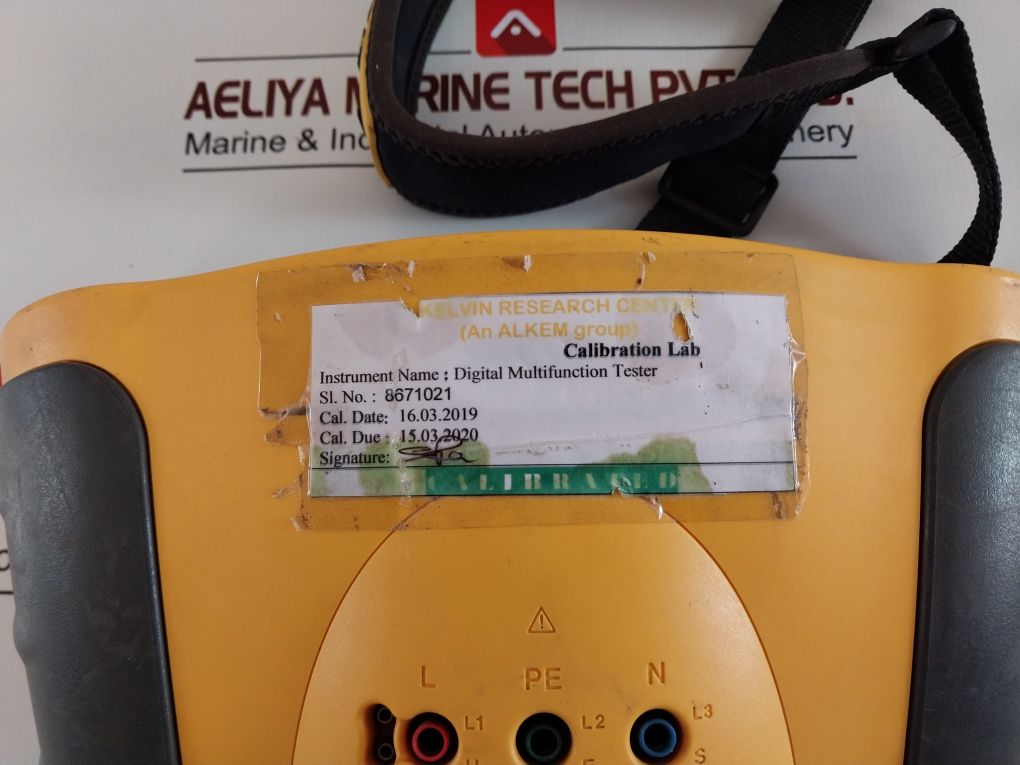 AELIYA M RINE TECH PVT
Marine & Ind
KELVIN RESEARCH CENTE
(An ALKEM group)
Calibration Lab
Instrument Name : Digital Multifunction Tester
Sl. No. : 8671021
Cal. Date: 16.03.2019
Cal. Due : 15.03.2020
Signature:
CALIBRATED
L PE N
L1 L2 L3
S